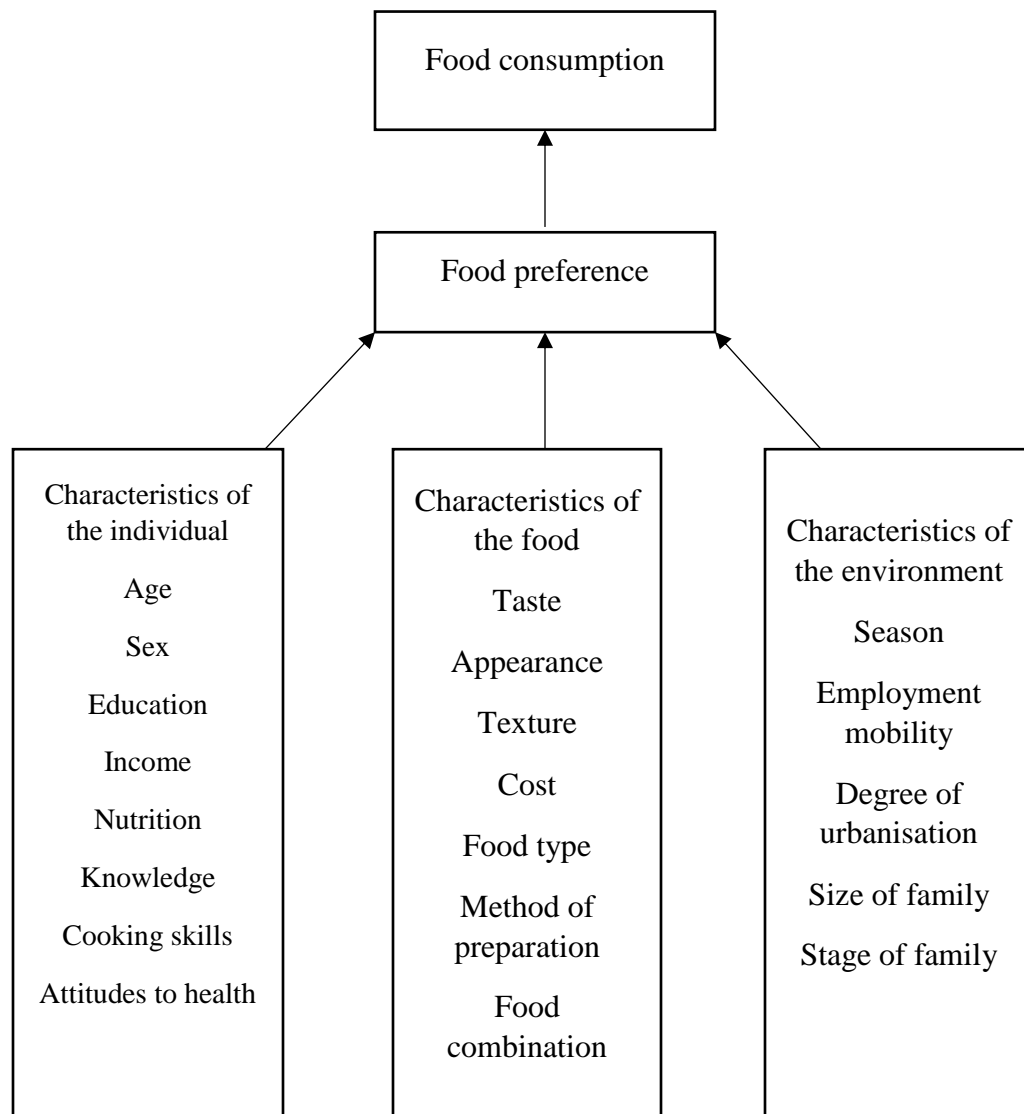 Food consumption
Food preference
Characteristics of
the individual
Age
Sex
Education
Income
Nutrition
Knowledge
Cooking skills
Attitudes to health
Characteristics of
the food
Taste
Appearance
Texture
Cost
Food type
Method of
preparation
Food
combination
Characteristics of
the environment
Season
Employment
mobility
Degree of
urbanisation
Size of family
Stage of family